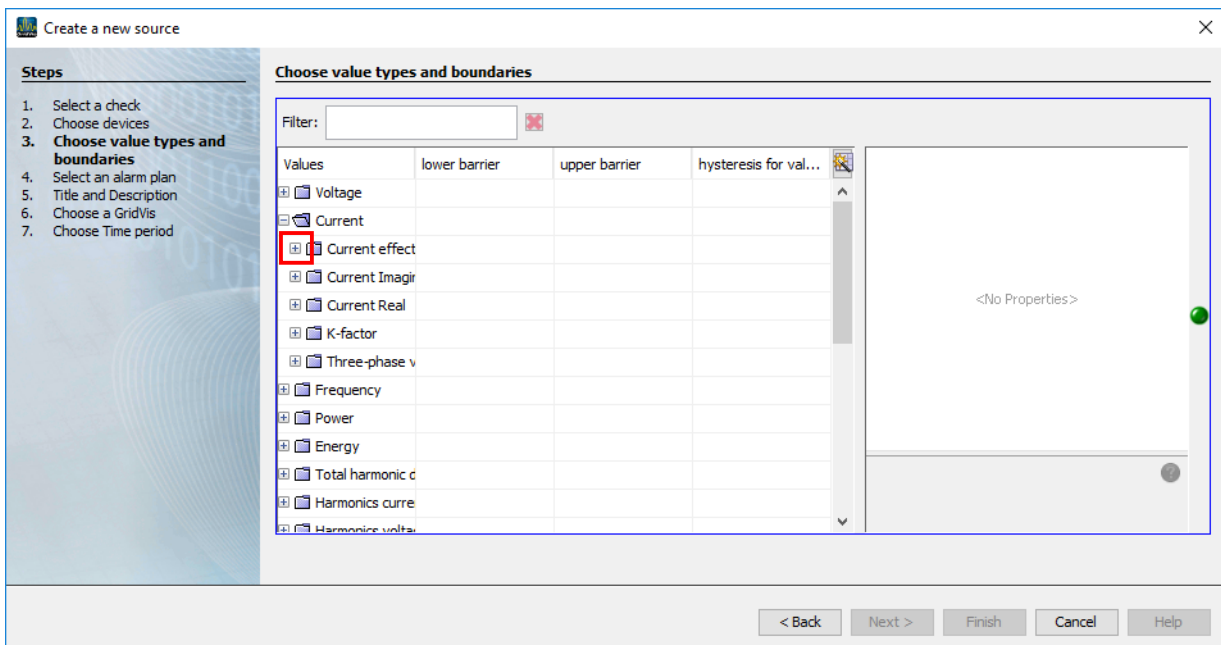 Create a new source
Steps
1. Select a check
2. Choose devices
3. Choose value types and
boundaries
4. Select an alarm plan
5. Title and Description
6. Choose a GridVis
7. Choose Time period
Choose value types and boundaries
Filter:
Values lower barrier upper barrier hysteresis for val...
Voltage
Current
Current effect
Current Imagin
Current Real
K-factor
Three-phase v
Frequency
Power
Energy
Total harmonic d
Harmonics curre
Harmonics volta
<No Properties>
< Back Next > Finish Cancel Help